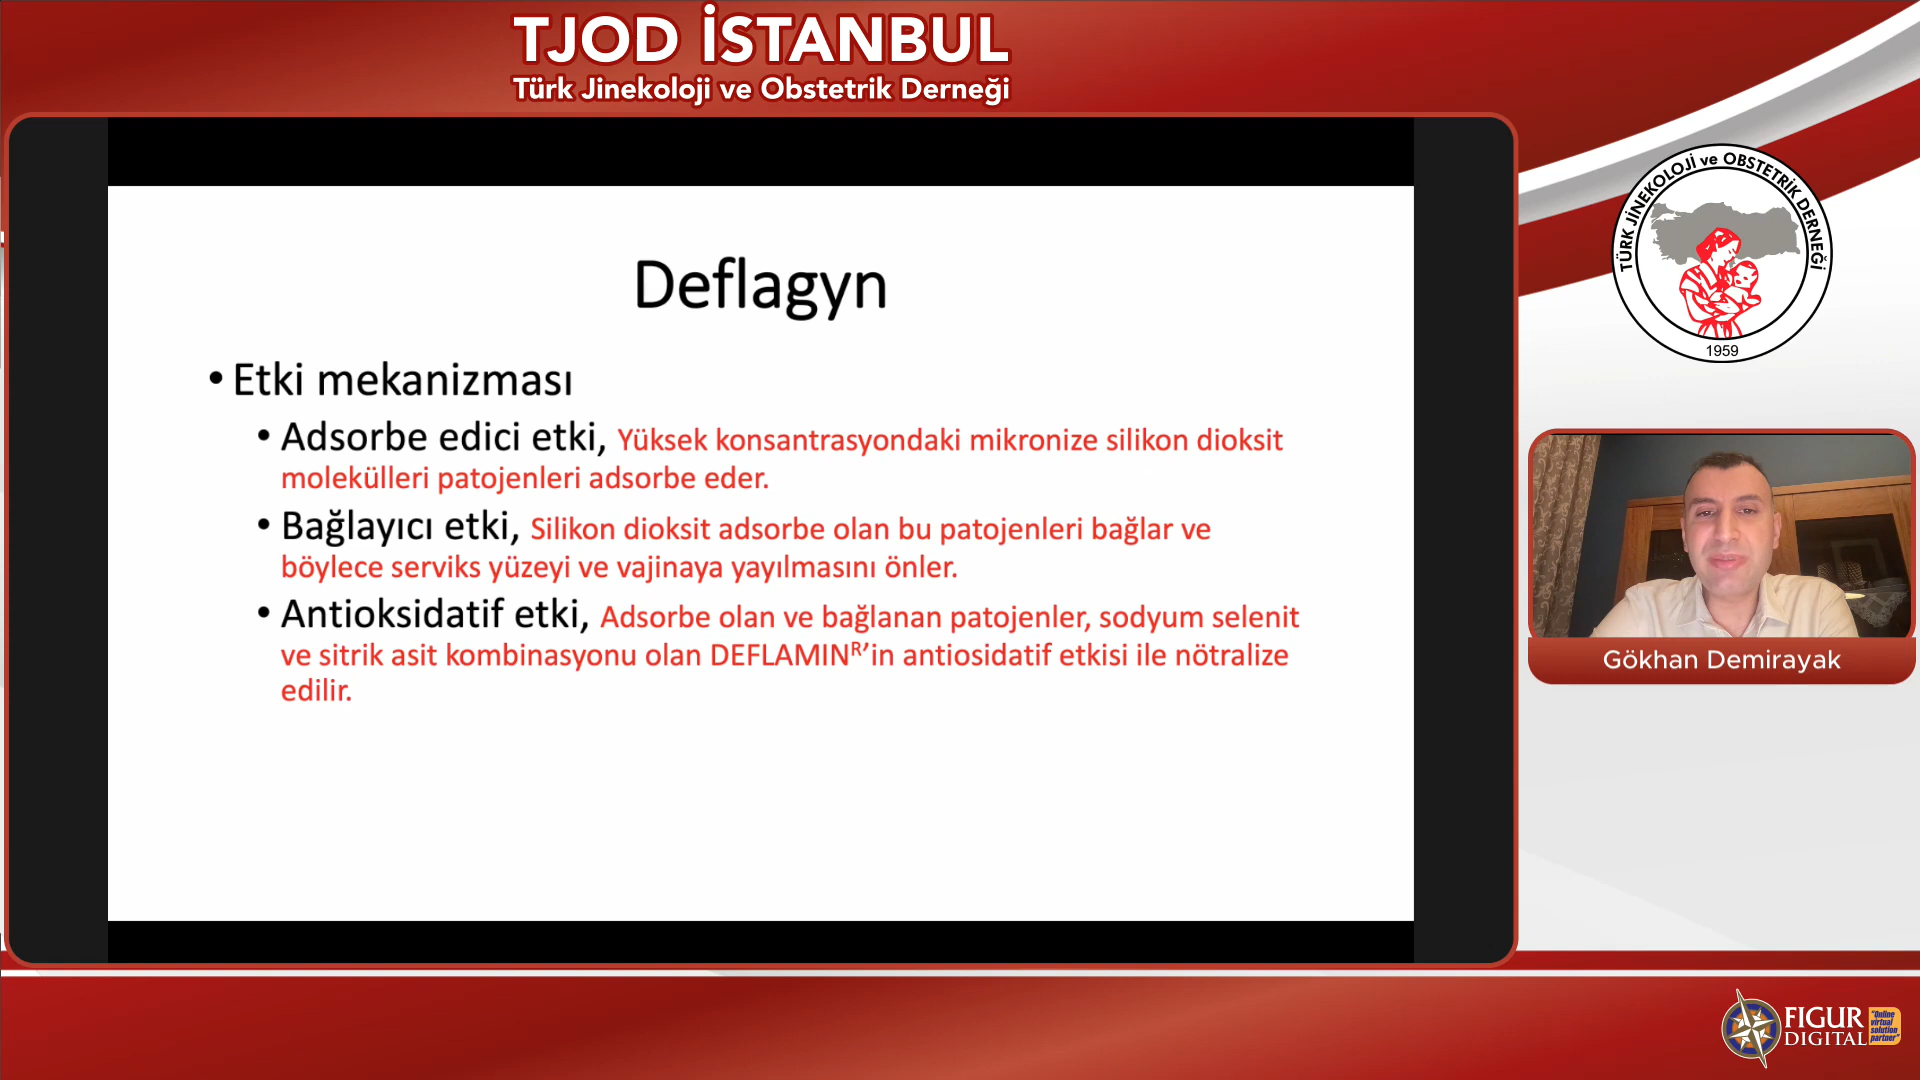 TJOD İSTANBUL
Türk Jinekoloji ve Obstetrik Derneği
Deflagyn
• Etki mekanizması
• Adsorbe edici etki, Yüksek konsantrasyondaki mikronize silikon dioksit
molekülleri patojenleri adsorbe eder.
• Bağlayıcı etki, Silikon dioksit adsorbe olan bu patojenleri bağlar ve
böylece serviks yüzeyi ve vajinaya yayılmasını önler.
• Antioksidatif etki, Adsorbe olan ve bağlanan patojenler, sodyum selenit
ve sitrik asit kombinasyonu olan DEFLAMINᴿ’in antiosidatif etkisi ile nötralize
edilir.
TÜRK JİNEKOLOJİ ve OBSTETRİK DERNEĞİ
1959
Gökhan Demirayak
FIGUR
DIGITAL
"Online
virtual
solution
partner"